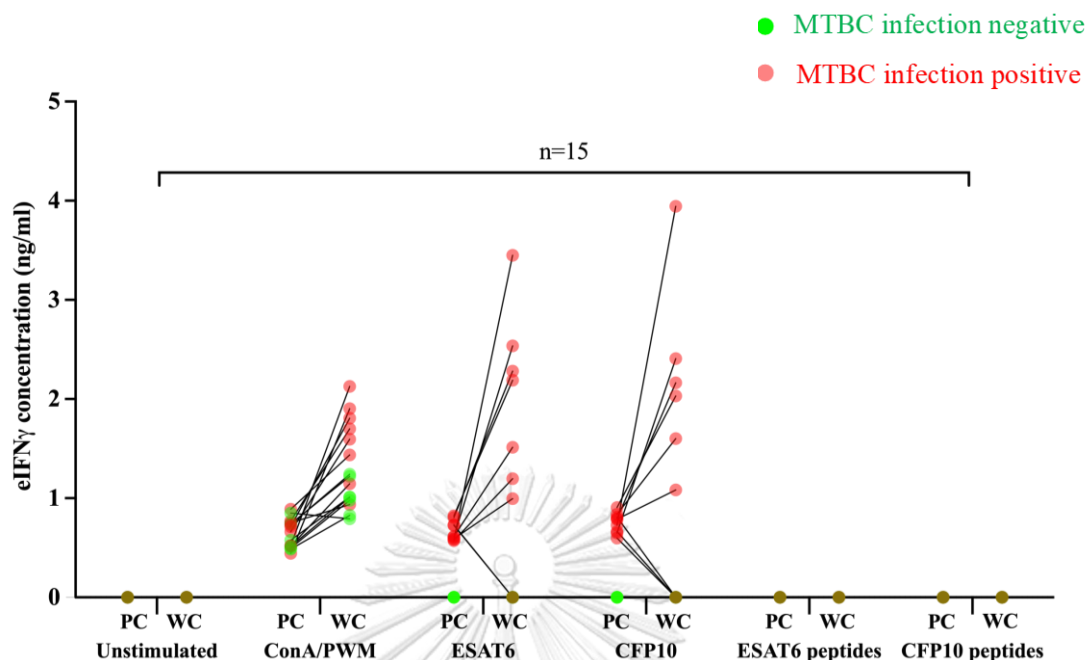 MTBC infection negative
MTBC infection positive
n=15
eIFNγ concentration (ng/ml)
5
4
3
2
1
0
PC WC PC WC PC WC PC WC PC WC PC WC
Unstimulated ConA/PWM ESAT6 CFP10 ESAT6 peptides CFP10 peptides